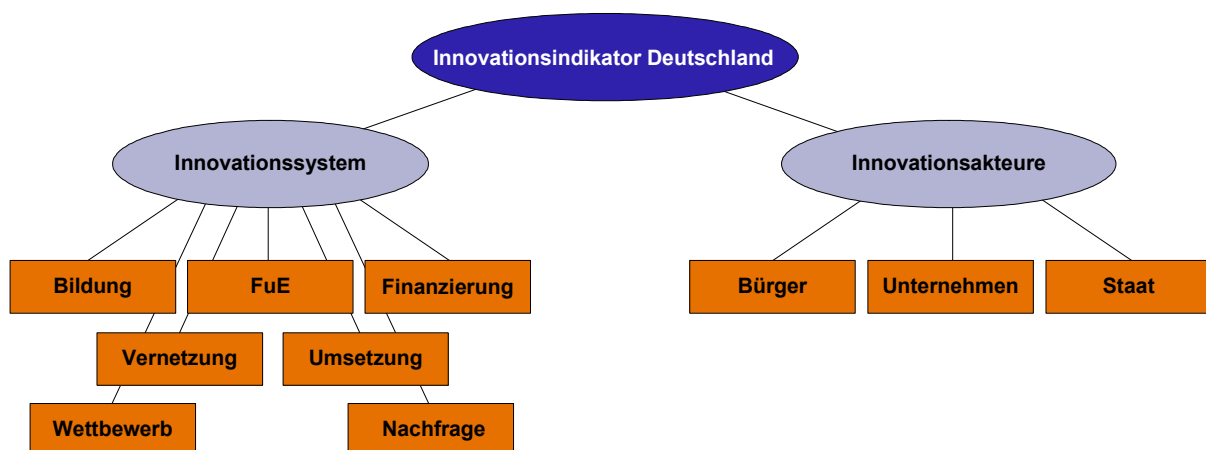 Innovationsindikator Deutschland
Innovationssystem
Innovationsakteure
Bildung
FuE
Finanzierung
Bürger
Unternehmen
Staat
Vernetzung
Umsetzung
Wettbewerb
Nachfrage